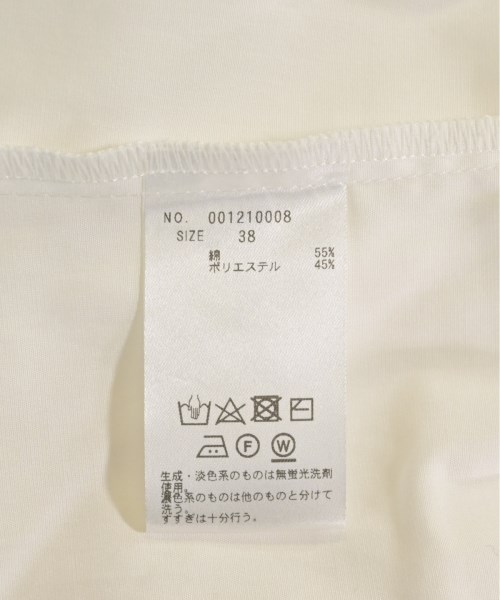 NO. 001210008
SIZE 38
綿 55%
ポリエステル 45%
F W
生成・淡色系のものは無蛍光洗剤
使用。
濃色系のものは他のものと分けて
洗う。
すすぎは十分行う。